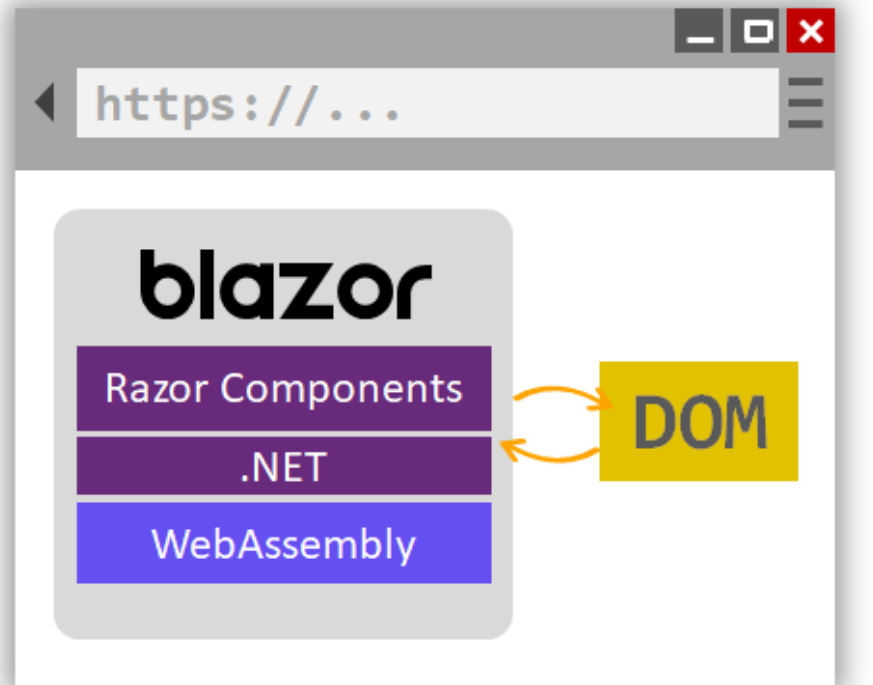 https://...
blazor
Razor Components
.NET
WebAssembly
DOM